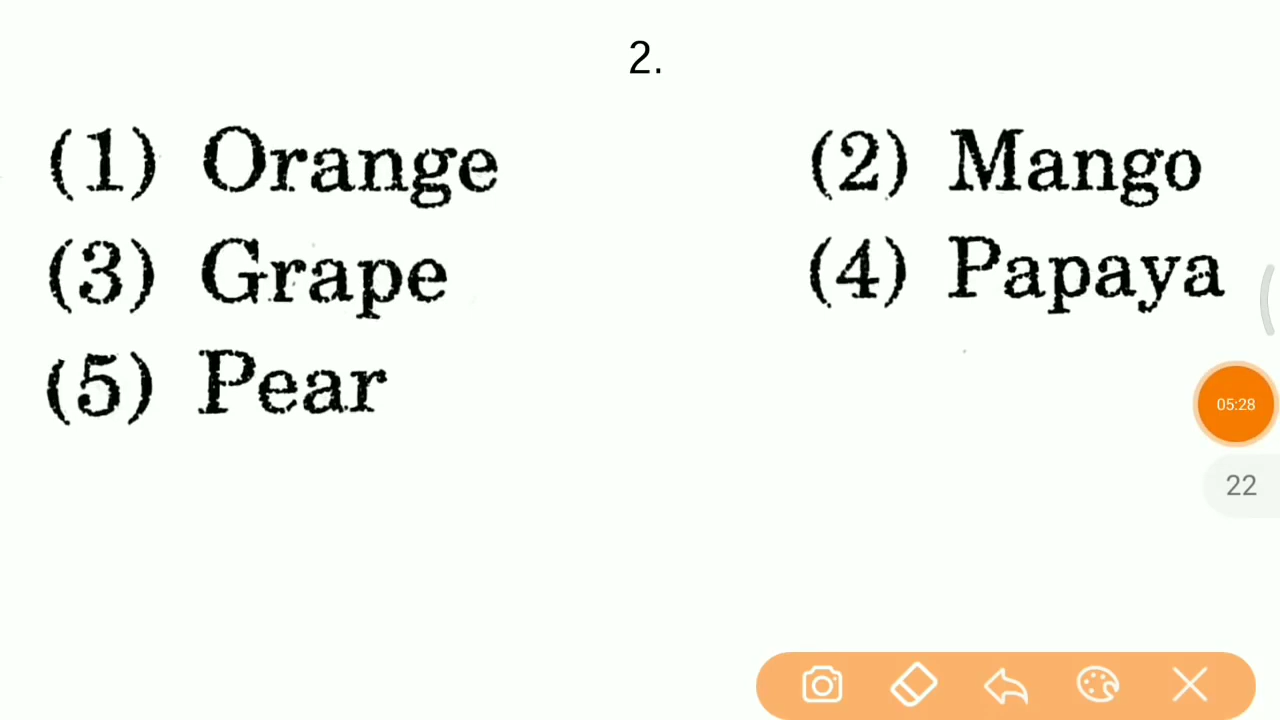 2.
(1) Orange (2) Mango
(3) Grape (4) Papaya
(5) Pear
05:28
22